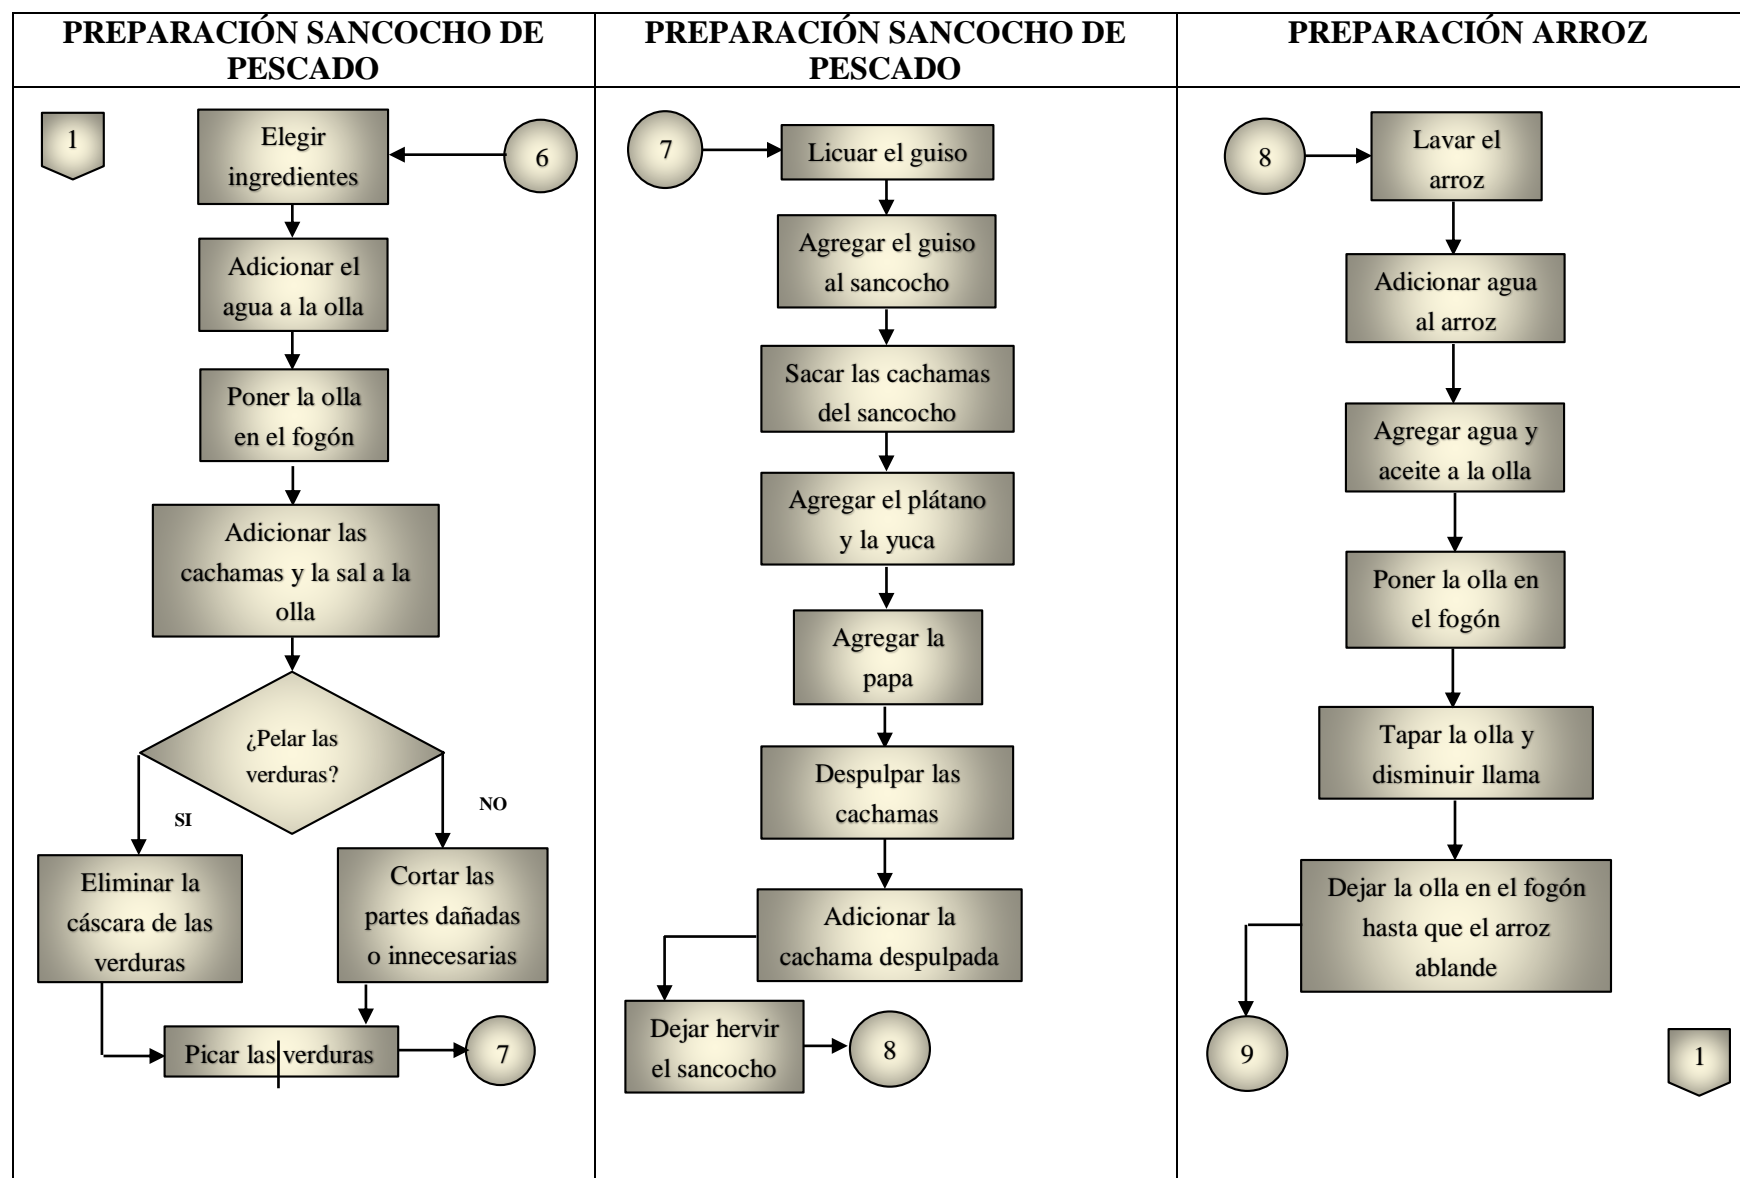 PREPARACIÓN SANCOCHO DE
PESCADO
1
Elegir
ingredientes
6
Adicionar el
agua a la olla
Poner la olla
en el fogón
Adicionar las
cachamas y la sal a la
olla
¿Pelar las
verduras?
SI
NO
Eliminar la
cáscara de las
verduras
Cortar las
partes dañadas
o innecesarias
Picar las verduras
7
PREPARACIÓN SANCOCHO DE
PESCADO
7
Licuar el guiso
Agregar el guiso
al sancocho
Sacar las cachamas
del sancocho
Agregar el plátano
y la yuca
Agregar la
papa
Despulpar las
cachamas
Adicionar la
cachama despulpada
Dejar hervir
el sancocho
8
PREPARACIÓN ARROZ
8
Lavar el
arroz
Adicionar agua
al arroz
Agregar agua y
aceite a la olla
Poner la olla en
el fogón
Tapar la olla y
disminuir llama
Dejar la olla en el fogón
hasta que el arroz
ablande
9
1